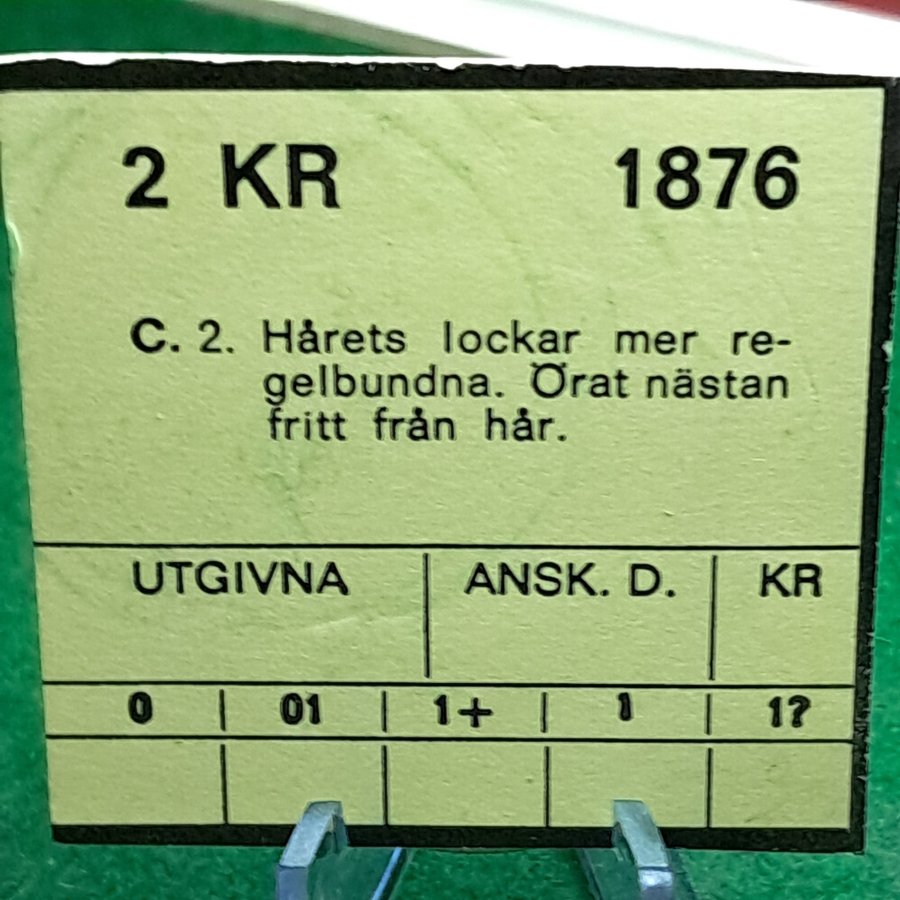 2 KR 1876
C. 2. Hårets lockar mer re-
gelbundna. Örat nästan
fritt från hår.
UTGIVNA ANSK. D. KR
0 01 1+ 1 1?